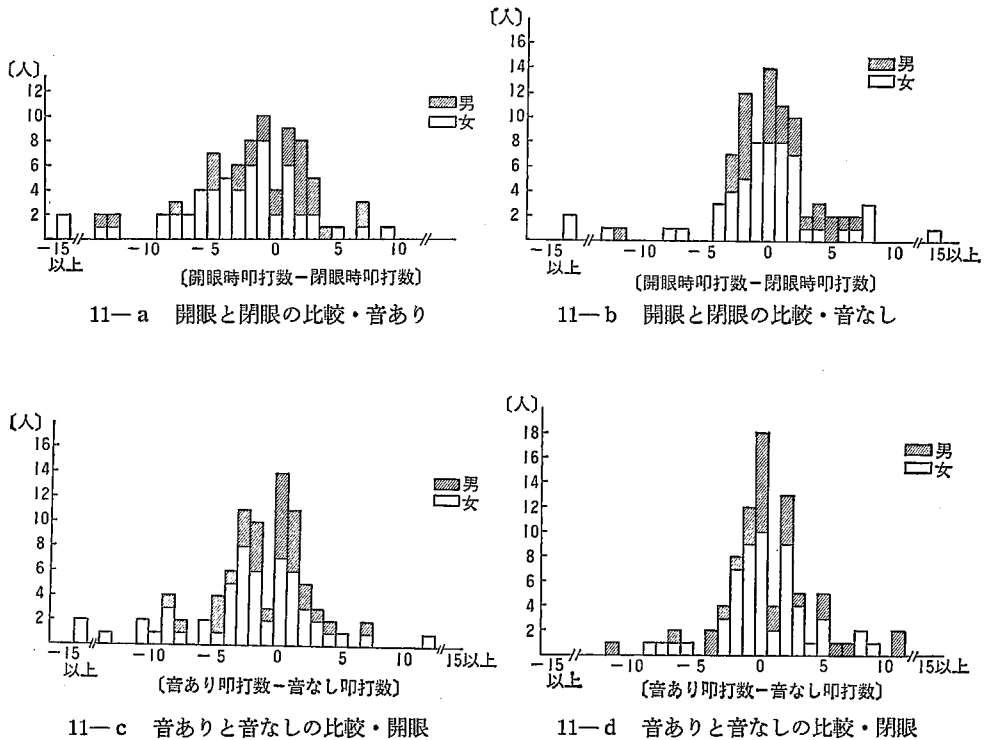 〔人〕
12
10
8
6
4
2
男
女
−15
以上
−10
−5
0
5
10
〔開眼時叩打数−閉眼時叩打数〕
11−a 開眼と閉眼の比較・音あり
〔人〕
16
14
12
10
8
6
4
2
男
女
−15
以上
−10
−5
0
5
10
15以上
〔開眼時叩打数−閉眼時叩打数〕
11−b 開眼と閉眼の比較・音なし
〔人〕
16
14
12
10
8
6
4
2
男
女
−15
以上
−10
−5
0
5
10
15以上
〔音あり叩打数−音なし叩打数〕
11−c 音ありと音なしの比較・開眼
〔人〕
18
16
14
12
10
8
6
4
2
男
女
−15
以上
−10
−5
0
5
10
15以上
〔音あり叩打数−音なし叩打数〕
11−d 音ありと音なしの比較・閉眼